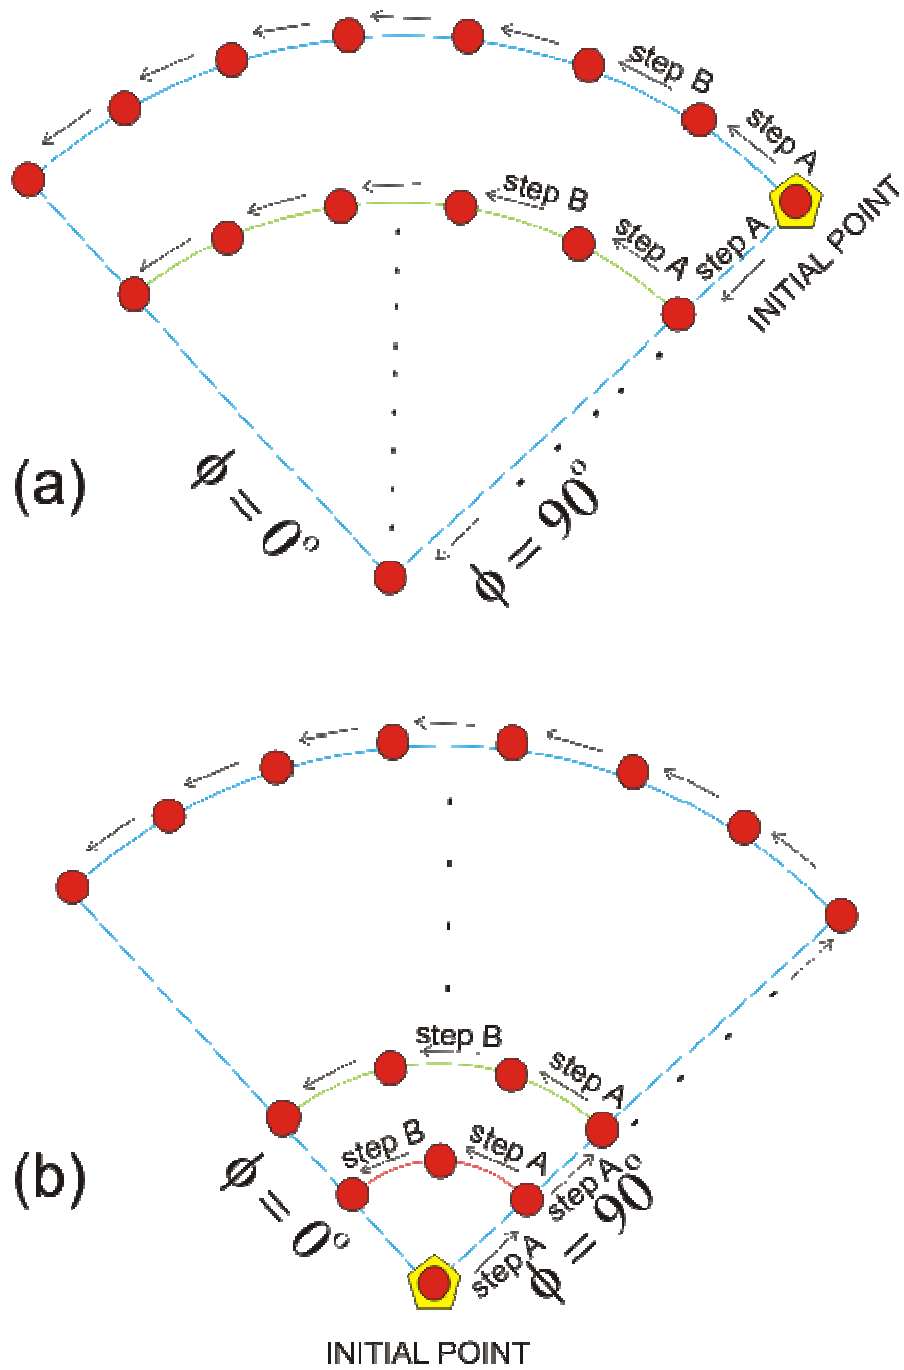 step B
step A
step B
step A
step A
INITIAL POINT
(a)
ϕ = 0°
ϕ = 90°
step B
step A
step B
step A
step A
step A
(b)
ϕ = 0°
ϕ = 90°
INITIAL POINT